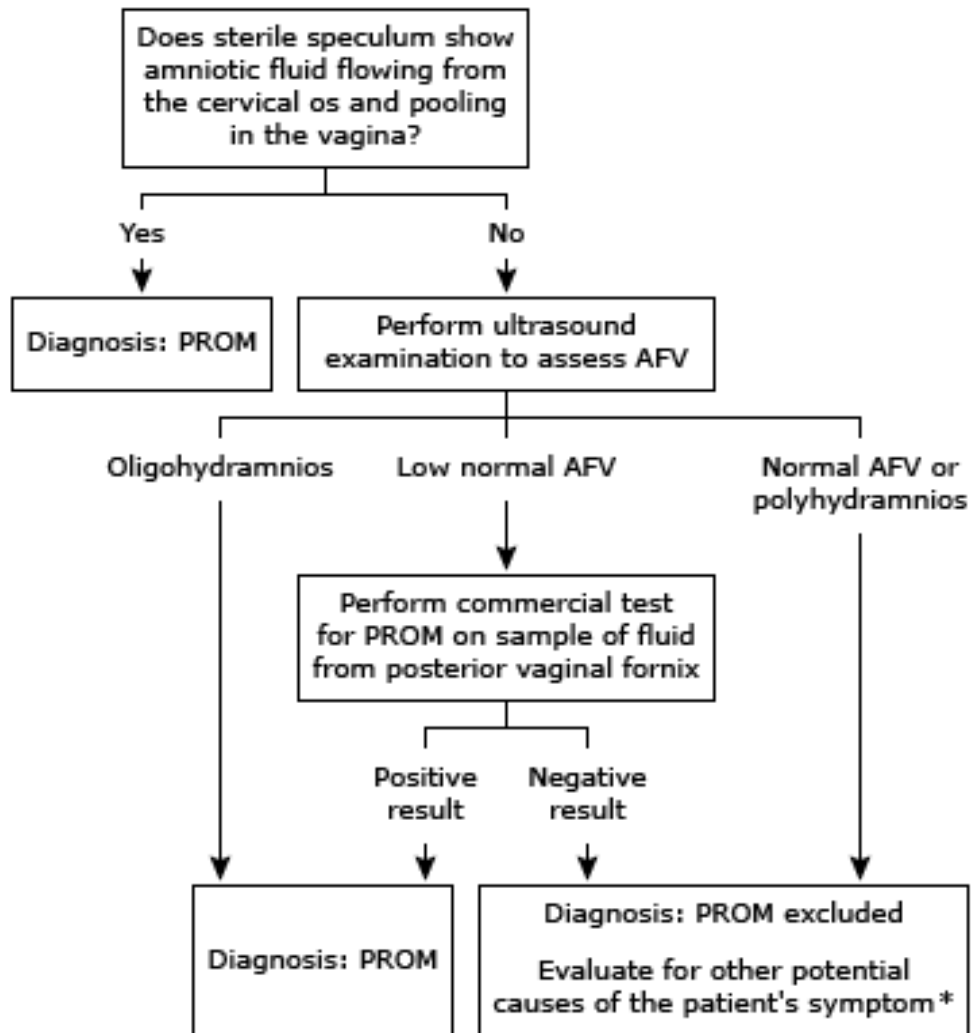 Does sterile speculum show
amniotic fluid flowing from
the cervical os and pooling
in the vagina?
Yes
No
Diagnosis: PROM
Perform ultrasound
examination to assess AFV
Oligohydramnios
Low normal AFV
Normal AFV or
polyhydramnios
Perform commercial test
for PROM on sample of fluid
from posterior vaginal fornix
Positive
result
Negative
result
Diagnosis: PROM
Diagnosis: PROM excluded
Evaluate for other potential
causes of the patient's symptom*